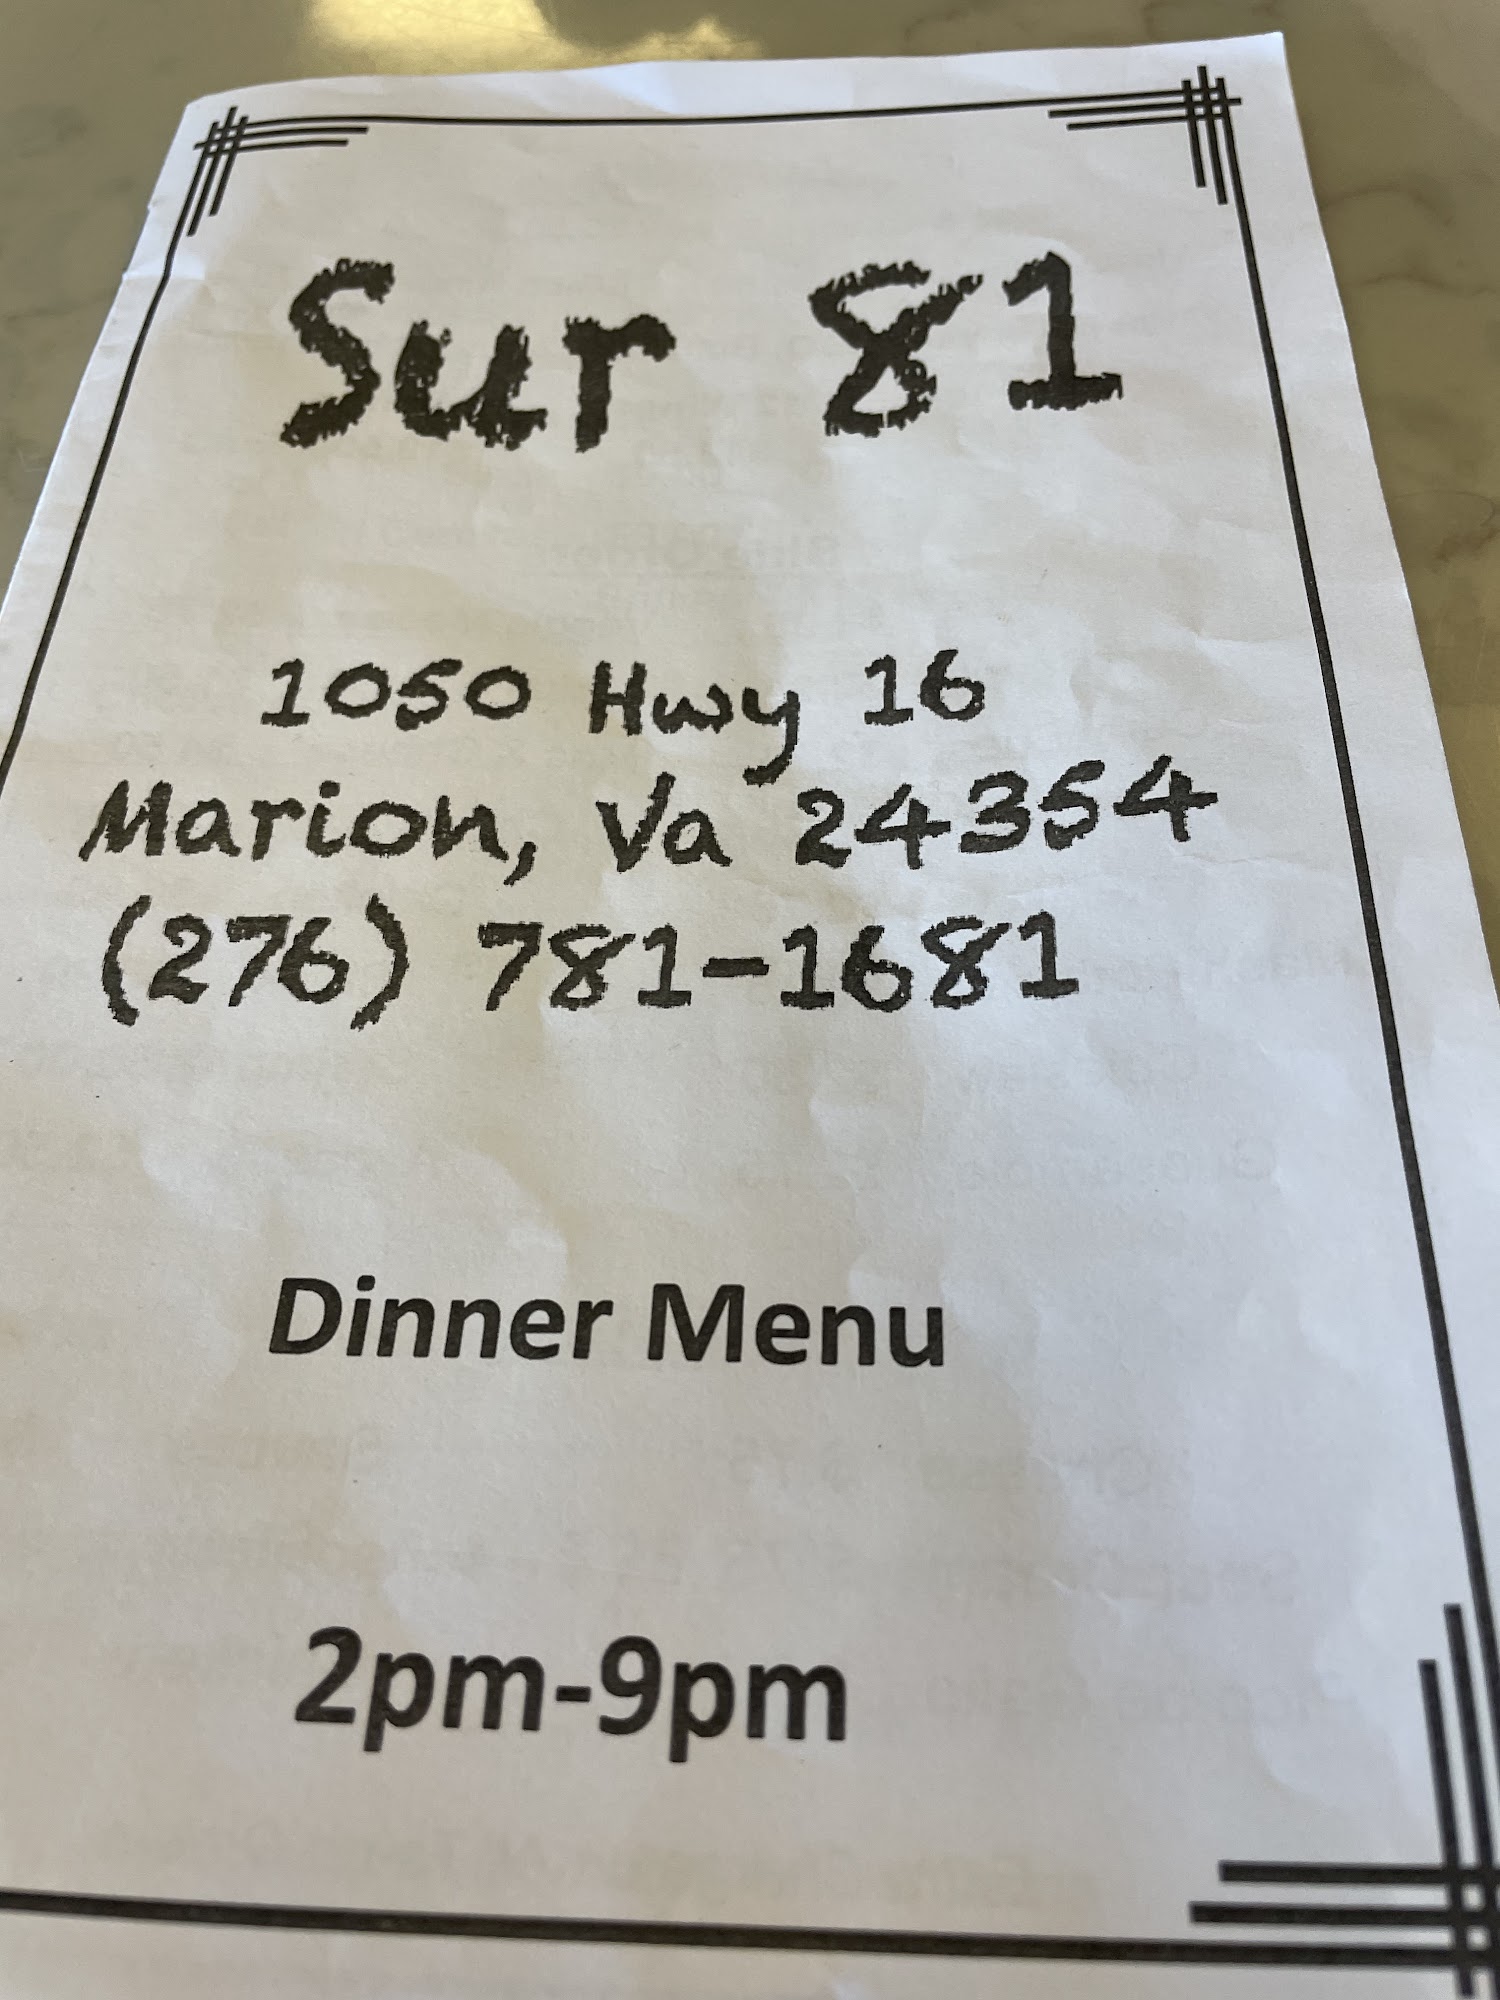 Sur 81
1050 Hwy 16
Marion, Va 24354
(276) 781-1681
Dinner Menu
2pm-9pm